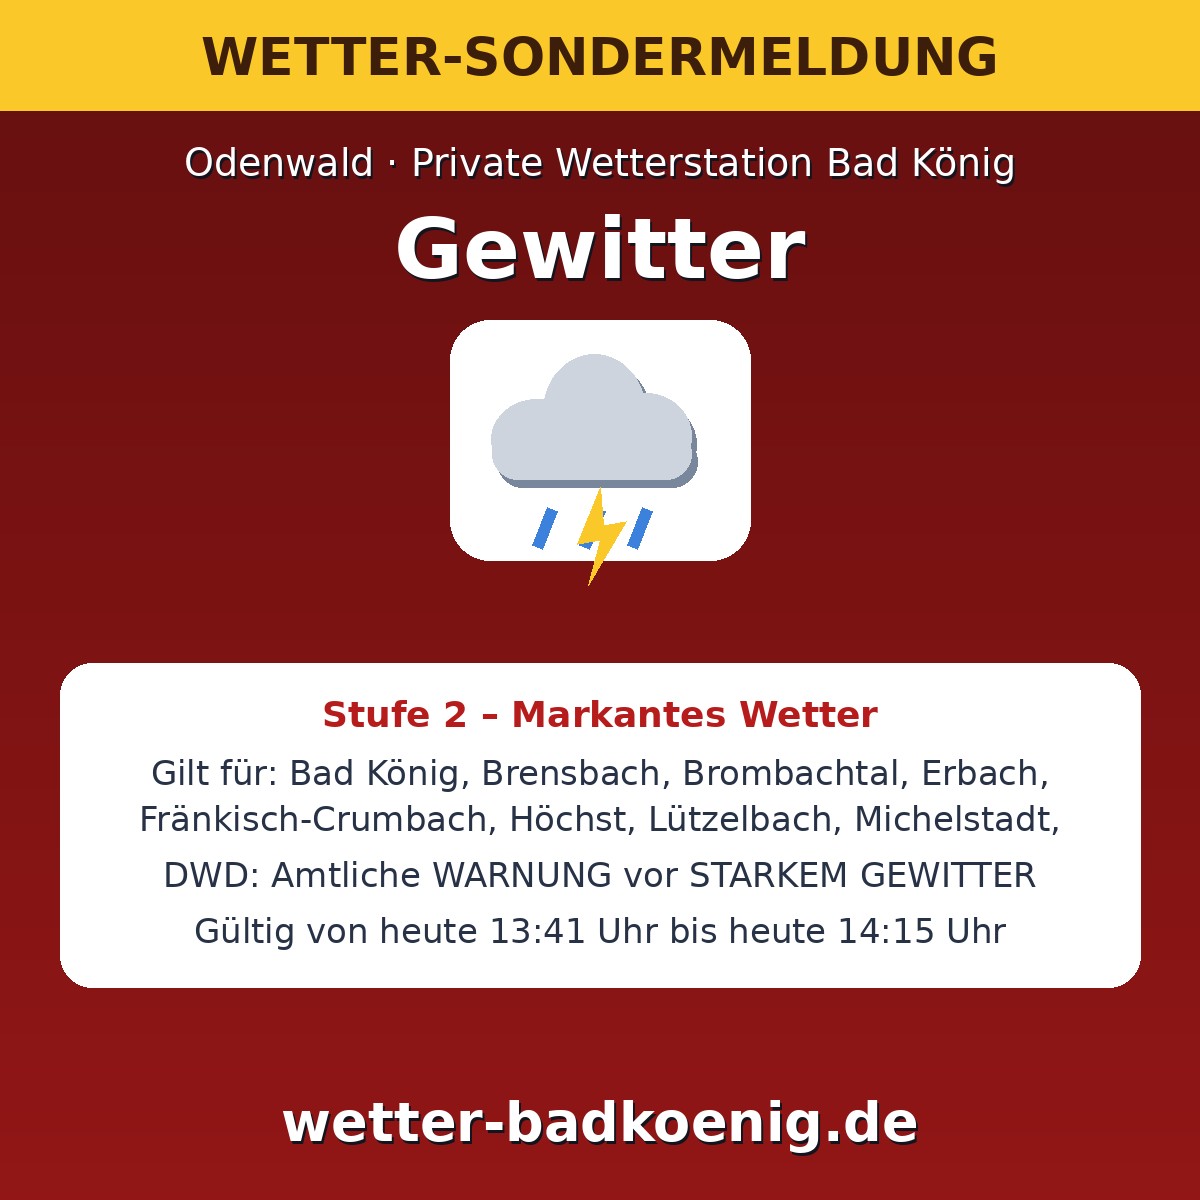 WETTER-SONDERMELDUNG
Odenwald · Private Wetterstation Bad König
Gewitter
Stufe 2 – Markantes Wetter
Gilt für: Bad König, Brensbach, Brombachtal, Erbach,
Fränkisch-Crumbach, Höchst, Lützelbach, Michelstadt,
DWD: Amtliche WARNUNG vor STARKEM GEWITTER
Gültig von heute 13:41 Uhr bis heute 14:15 Uhr
wetter-badkoenig.de